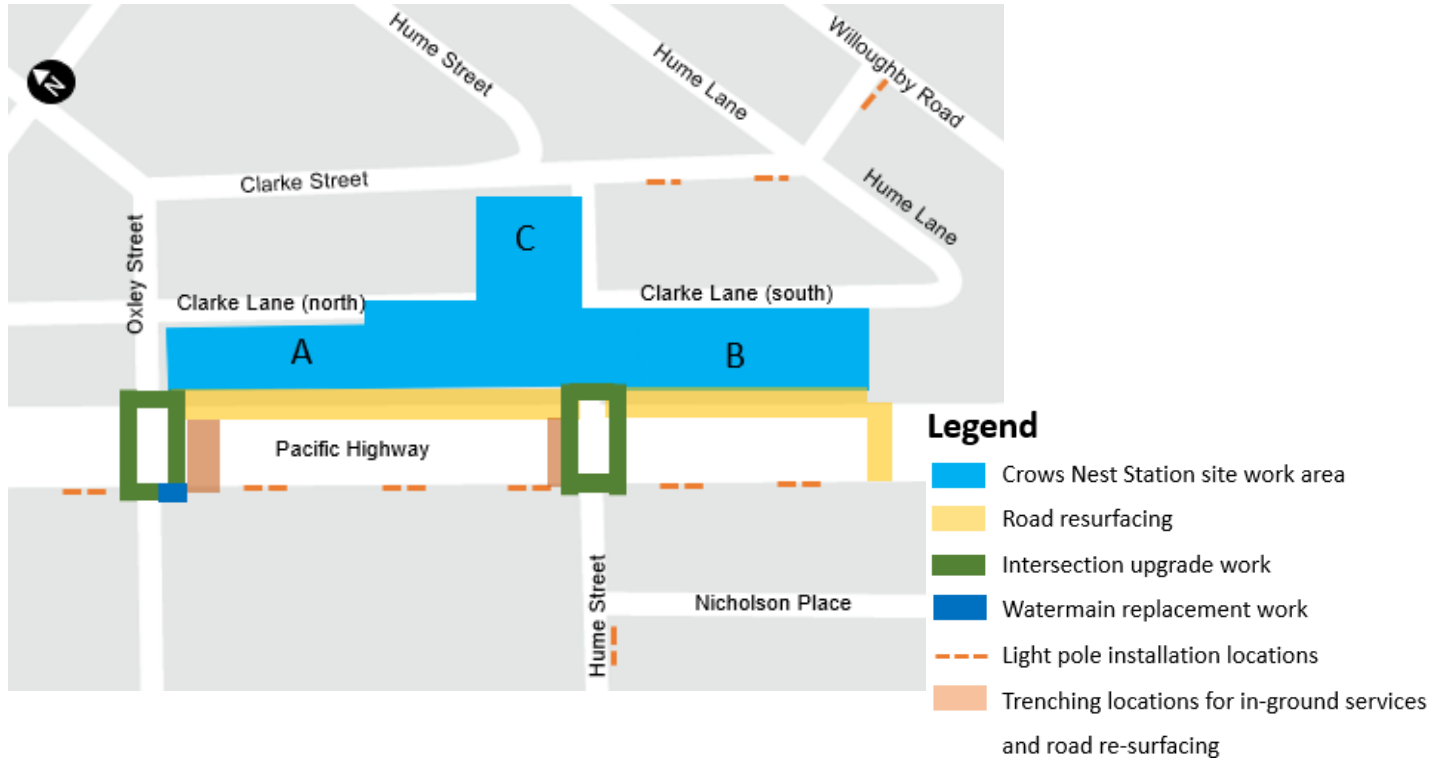 Hume Street
Hume Lane
Willoughby Road
N
Clarke Street
Hume Lane
Oxley Street
C
Clarke Lane (north)
Clarke Lane (south)
A
B
Pacific Highway
Hume Street
Nicholson Place
Legend
Crows Nest Station site work area
Road resurfacing
Intersection upgrade work
Watermain replacement work
Light pole installation locations
Trenching locations for in-ground services
and road re-surfacing